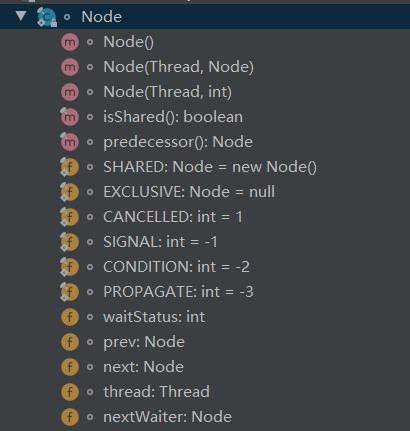 Node
Node()
Node(Thread, Node)
Node(Thread, int)
isShared(): boolean
predecessor(): Node
SHARED: Node = new Node()
EXCLUSIVE: Node = null
CANCELLED: int = 1
SIGNAL: int = -1
CONDITION: int = -2
PROPAGATE: int = -3
waitStatus: int
prev: Node
next: Node
thread: Thread
nextWaiter: Node